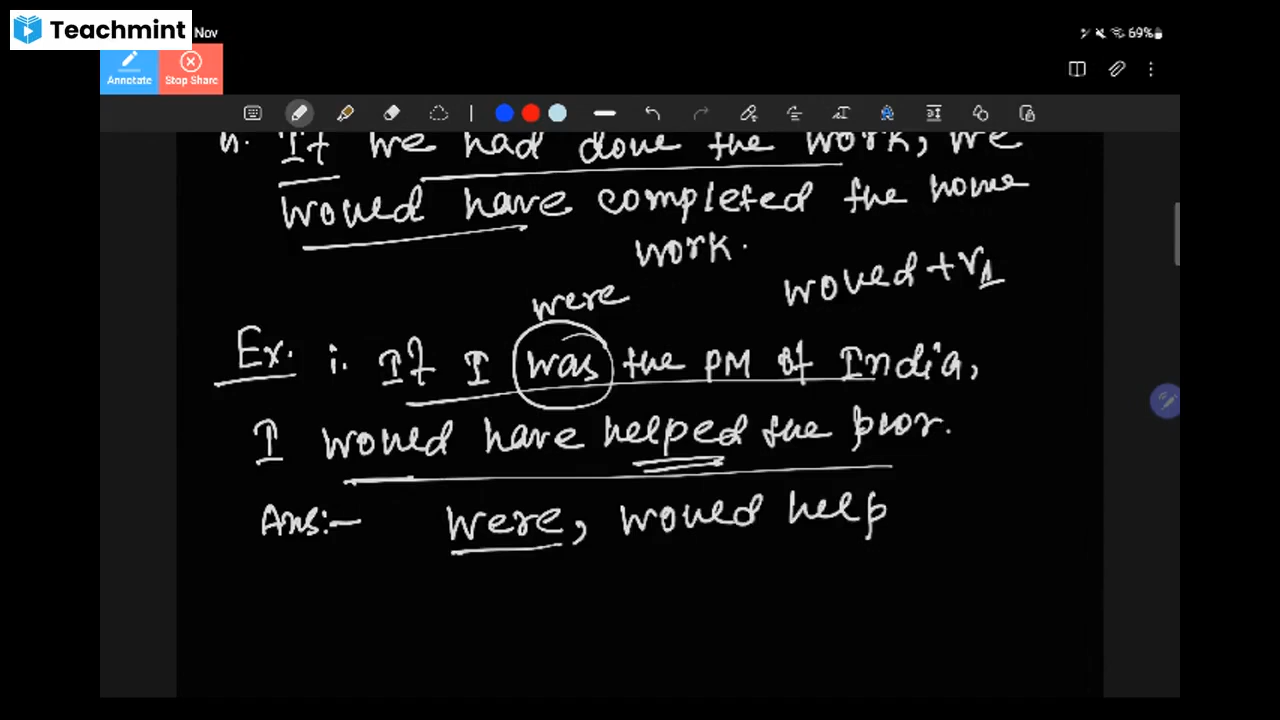 Teachmint
Nov
69%
Annotate
Stop Share
n. If we had done the work, we
would have completed the home
work.
were
would + V1
Ex. i. If I was the PM of India,
I would have helped the poor.
Ans:- were, would help